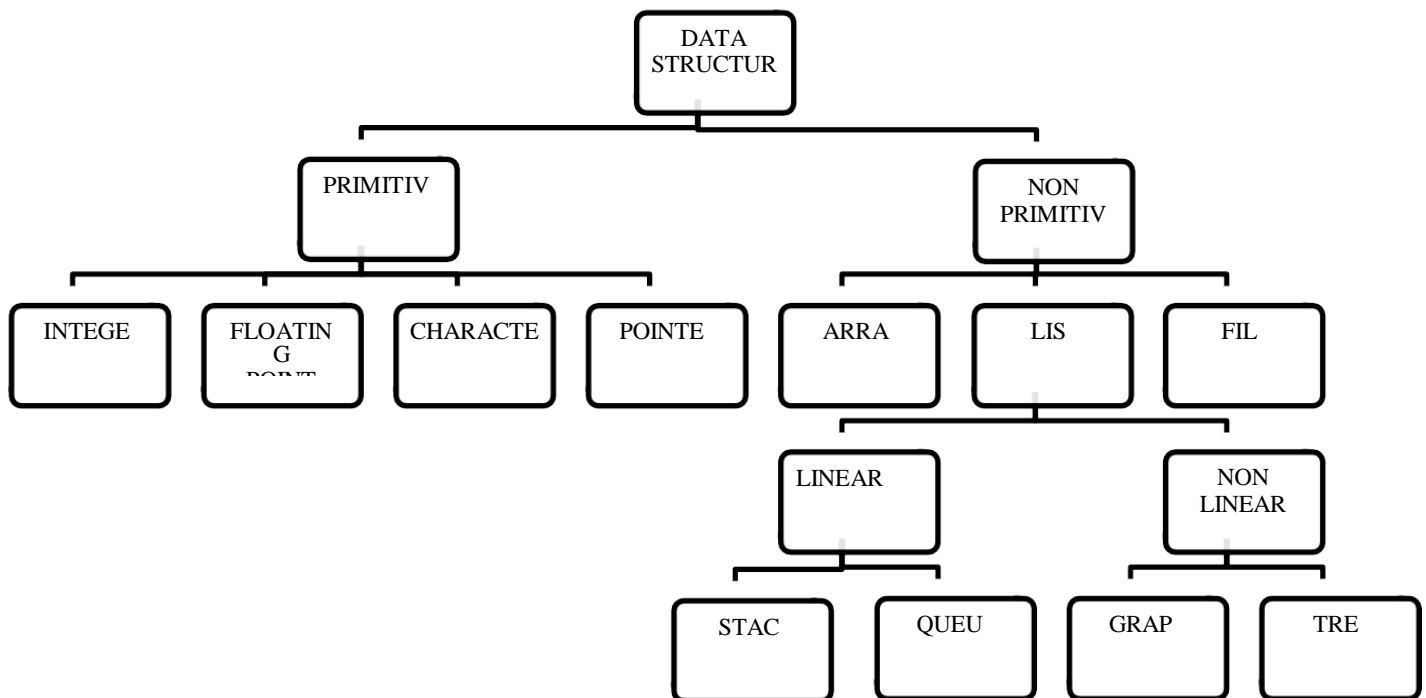 DATA
STRUCTUR
PRIMITIV
NON
PRIMITIV
INTEGE
FLOATIN
G
POINT
CHARACTE
POINTE
ARRA
LIS
FIL
LINEAR
NON
LINEAR
STAC
QUEU
GRAP
TRE